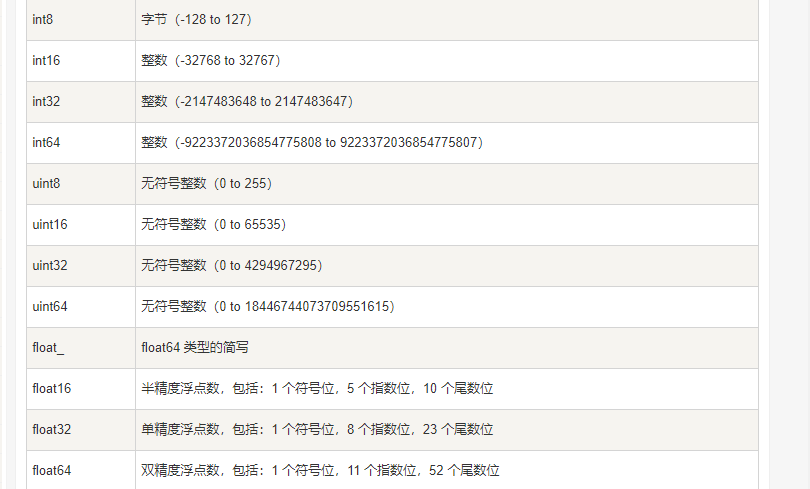 int8 字节（-128 to 127）
int16 整数（-32768 to 32767）
int32 整数（-2147483648 to 2147483647）
int64 整数（-9223372036854775808 to 9223372036854775807）
uint8 无符号整数（0 to 255）
uint16 无符号整数（0 to 65535）
uint32 无符号整数（0 to 4294967295）
uint64 无符号整数（0 to 18446744073709551615）
float_ float64 类型的简写
float16 半精度浮点数，包括：1 个符号位，5 个指数位，10 个尾数位
float32 单精度浮点数，包括：1 个符号位，8 个指数位，23 个尾数位
float64 双精度浮点数，包括：1 个符号位，11 个指数位，52 个尾数位